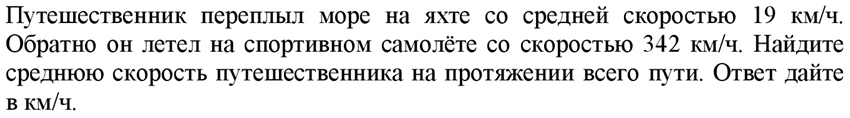 Путешественник переплыл море на яхте со средней скоростью 19 км/ч.
Обратно он летел на спортивном самолёте со скоростью 342 км/ч. Найдите
среднюю скорость путешественника на протяжении всего пути. Ответ дайте
в км/ч.